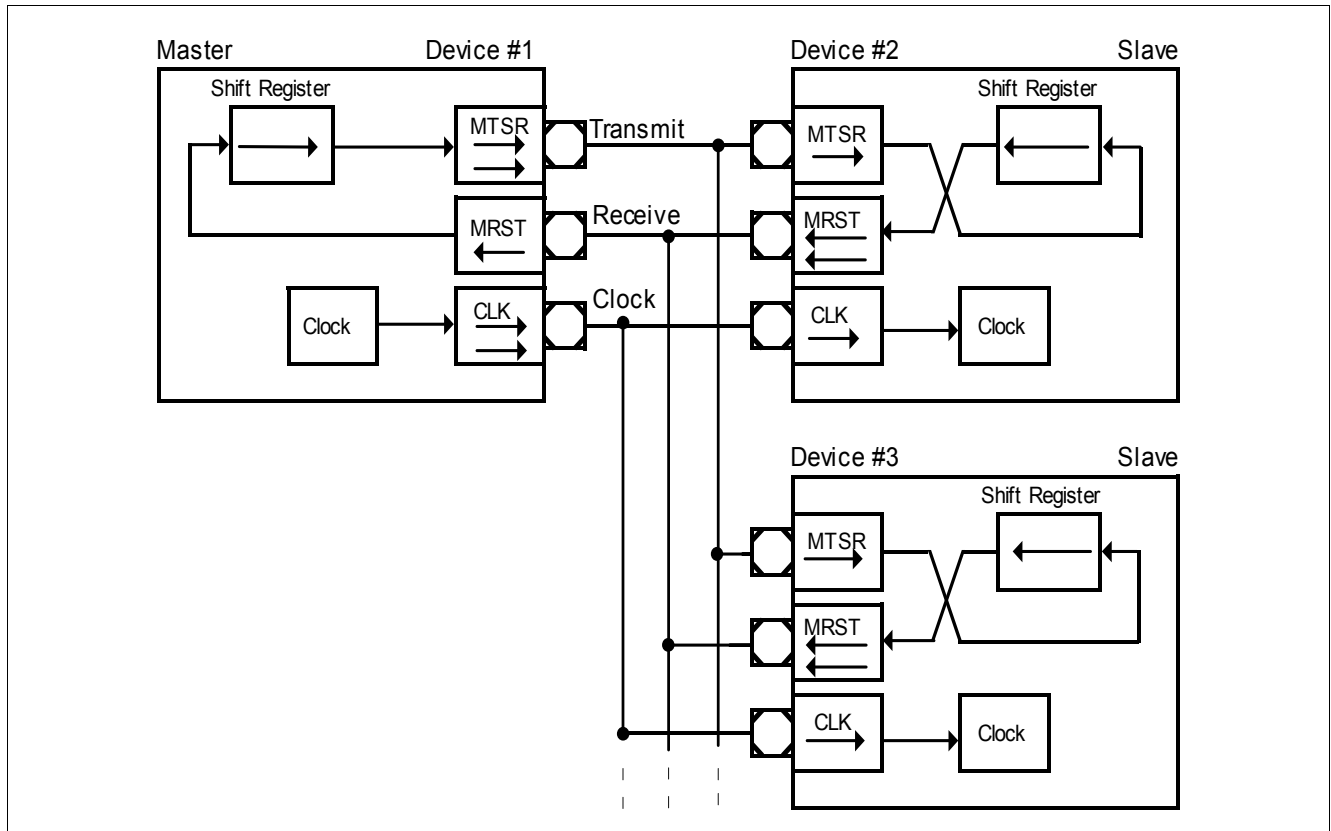 Master Device #1
Shift Register
MTSR
MRST
Clock
CLK
Transmit
Receive
Clock
Device #2 Slave
MTSR
Shift Register
MRST
CLK
Clock
Device #3 Slave
Shift Register
MTSR
MRST
CLK
Clock